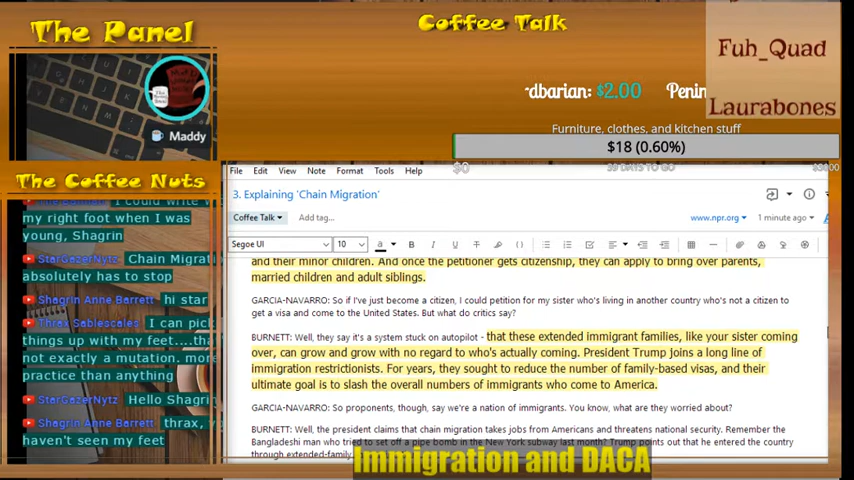 The Panel
Coffee Talk
Fuh_Quad
Laurabones
Maddy
dbarian: $2.00
Furniture, clothes, and kitchen stuff
$18 (0.60%)
$0
The Coffee Nuts
my right foot when I was
young, Shagrin
StarGazerNytz Chain Migrati
absolutely has to stop
Shagrin Anne Barrett hi star
Thrax Sablescales I can pick
things up with my feet....tha
not exactly a mutation. more
practice than anything
StarGazerNytz Hello Shagrin
Shagrin Anne Barrett thrax, y
haven't seen my feet
File Edit View Note Format Tools Help
3. Explaining 'Chain Migration'
Coffee Talk Add tag...
www.npr.org 1 minute ago
Segoe UI 10
and their minor children. And once the petitioner gets citizenship, they can apply to bring over parents,
married children and adult siblings.
GARCIA-NAVARRO: So if I've just become a citizen, I could petition for my sister who's living in another country who's not a citizen to
get a visa and come to the United States. But what do critics say?
BURNETT: Well, they say it's a system stuck on autopilot - that these extended immigrant families, like your sister coming
over, can grow and grow with no regard to who's actually coming. President Trump joins a long line of
immigration restrictionists. For years, they sought to reduce the number of family-based visas, and their
ultimate goal is to slash the overall numbers of immigrants who come to America.
GARCIA-NAVARRO: So proponents, though, say we're a nation of immigrants. You know, what are they worried about?
BURNETT: Well, the president claims that chain migration takes jobs from Americans and threatens national security. Remember the
Bangladeshi man who tried to set off a pipe bomb in the New York subway last month? Trump points out that he entered the country
through extended-family
Immigration and DACA